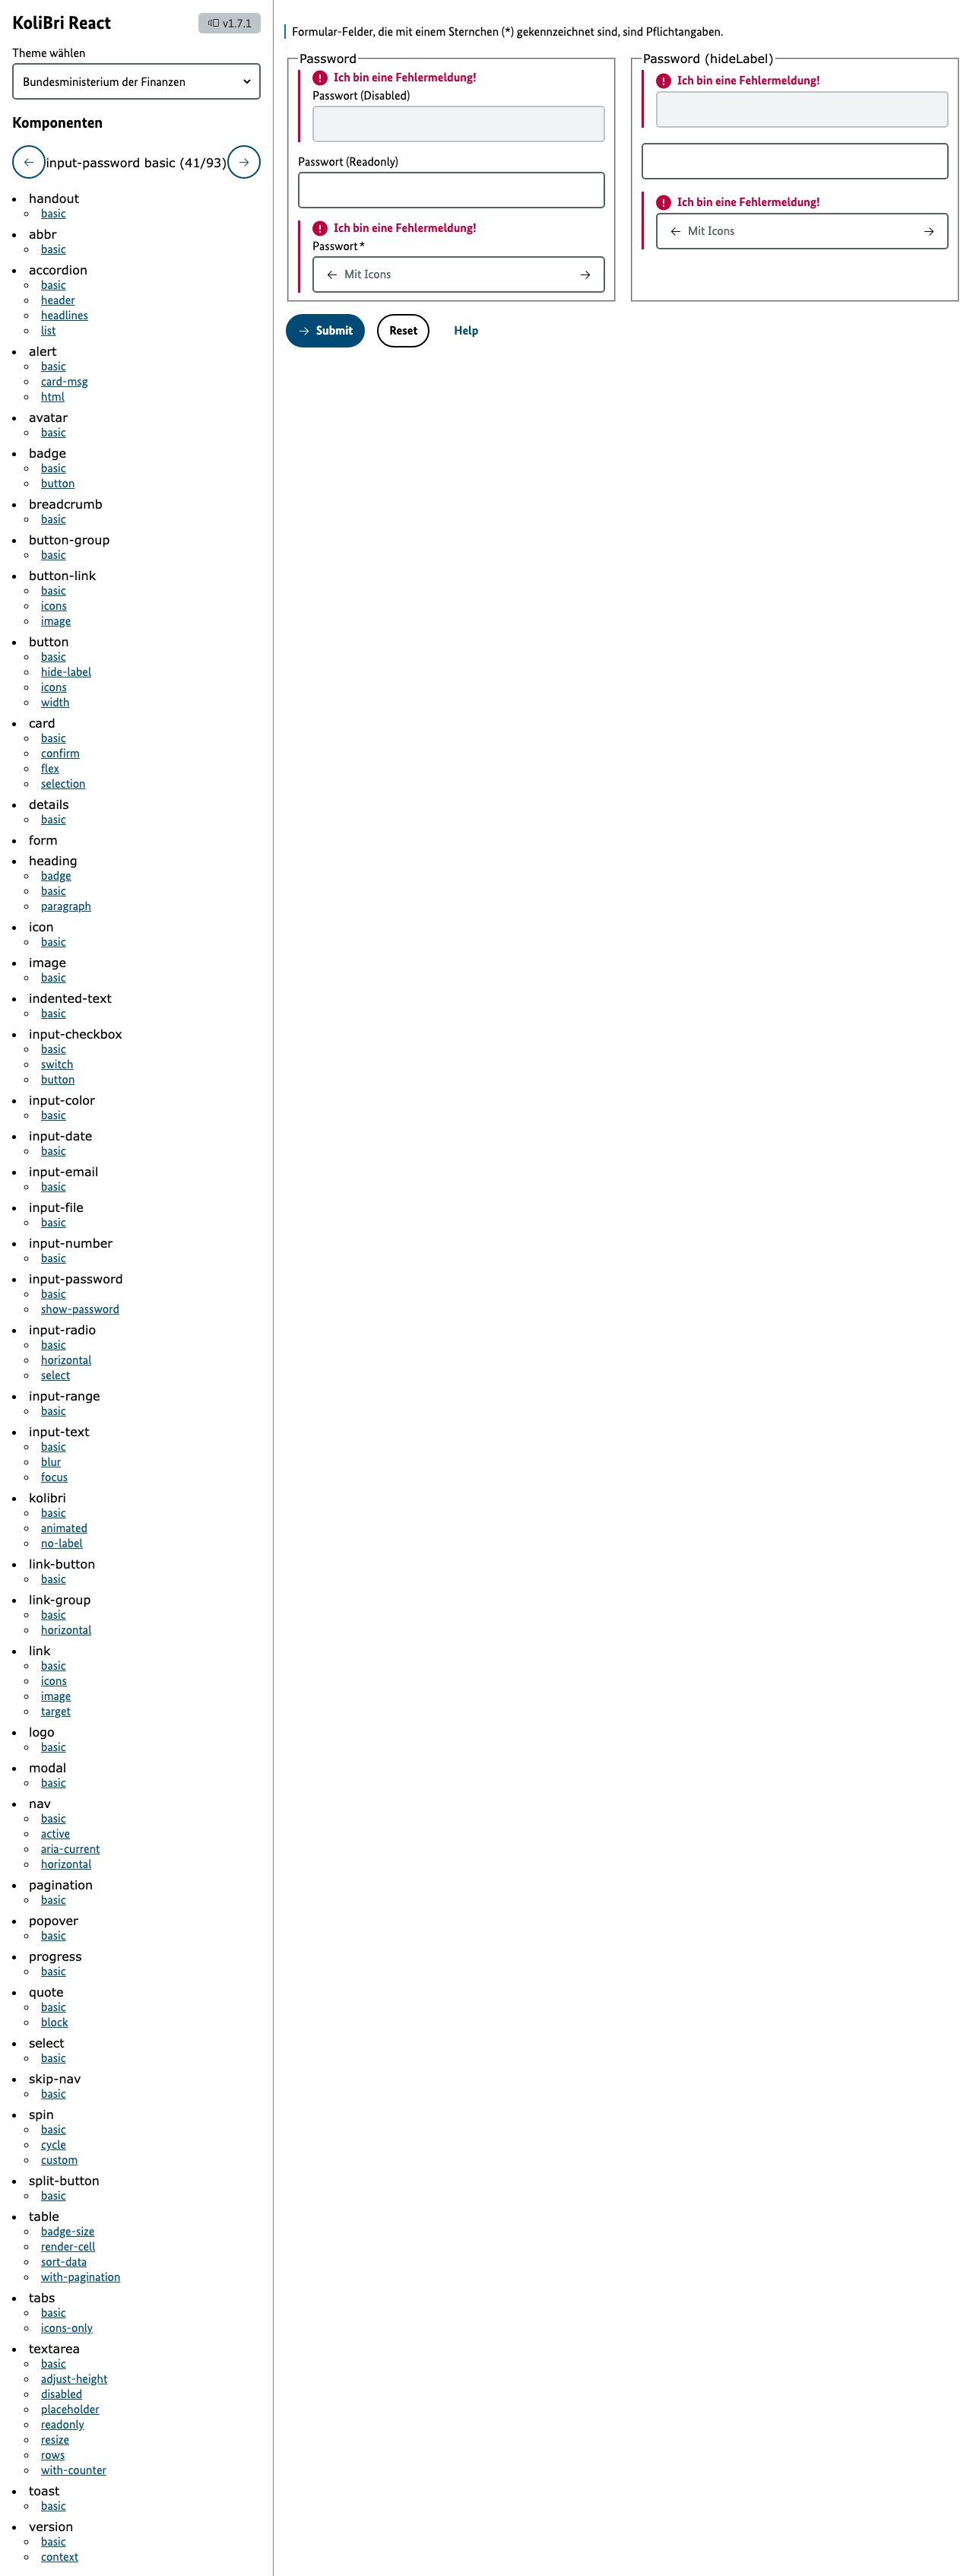 KoliBri React
v1.7.1
Theme wählen
Bundesministerium der Finanzen
Komponenten
input-password basic (41/93)
handout
basic
abbr
basic
accordion
basic
header
headlines
list
alert
basic
card-msg
html
avatar
basic
badge
basic
button
breadcrumb
basic
button-group
basic
button-link
basic
icons
image
button
basic
hide-label
icons
width
card
basic
confirm
flex
selection
details
basic
form
heading
badge
basic
paragraph
icon
basic
image
basic
indented-text
basic
input-checkbox
basic
switch
button
input-color
basic
input-date
basic
input-email
basic
input-file
basic
input-number
basic
input-password
basic
show-password
input-radio
basic
horizontal
select
input-range
basic
input-text
basic
blur
focus
kolibri
basic
animated
no-label
link-button
basic
link-group
basic
horizontal
link
basic
icons
image
target
logo
basic
modal
basic
nav
basic
active
aria-current
horizontal
pagination
basic
popover
basic
progress
basic
quote
basic
block
select
basic
skip-nav
basic
spin
basic
cycle
custom
split-button
basic
table
badge-size
render-cell
sort-data
with-pagination
tabs
basic
icons-only
textarea
basic
adjust-height
disabled
placeholder
readonly
resize
rows
with-counter
toast
basic
version
basic
context
Formular-Felder, die mit einem Sternchen (*) gekennzeichnet sind, sind Pflichtangaben.
Password
Ich bin eine Fehlermeldung!
Passwort (Disabled)
Passwort (Readonly)
Ich bin eine Fehlermeldung!
Passwort*
Mit Icons
Password (hideLabel)
Ich bin eine Fehlermeldung!
Ich bin eine Fehlermeldung!
Mit Icons
Submit
Reset
Help